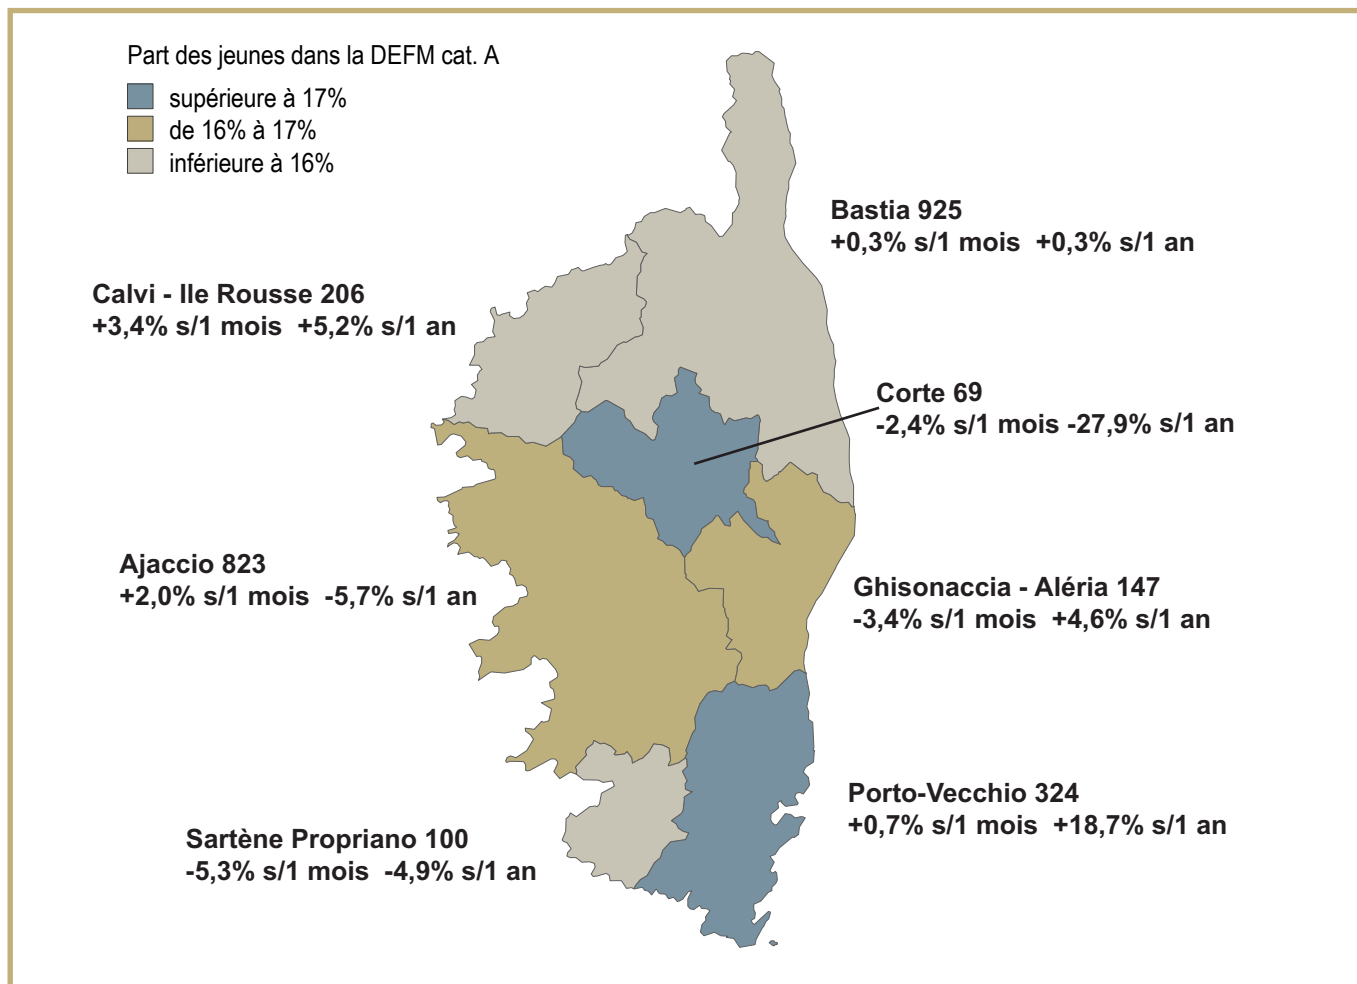 Part des jeunes dans la DEFM cat. A
supérieure à 17%
de 16% à 17%
inférieure à 16%
Bastia 925
+0,3% s/1 mois +0,3% s/1 an
Calvi - Ile Rousse 206
+3,4% s/1 mois +5,2% s/1 an
Corte 69
-2,4% s/1 mois -27,9% s/1 an
Ajaccio 823
+2,0% s/1 mois -5,7% s/1 an
Ghisonaccia - Aléria 147
-3,4% s/1 mois +4,6% s/1 an
Porto-Vecchio 324
+0,7% s/1 mois +18,7% s/1 an
Sartène Propriano 100
-5,3% s/1 mois -4,9% s/1 an